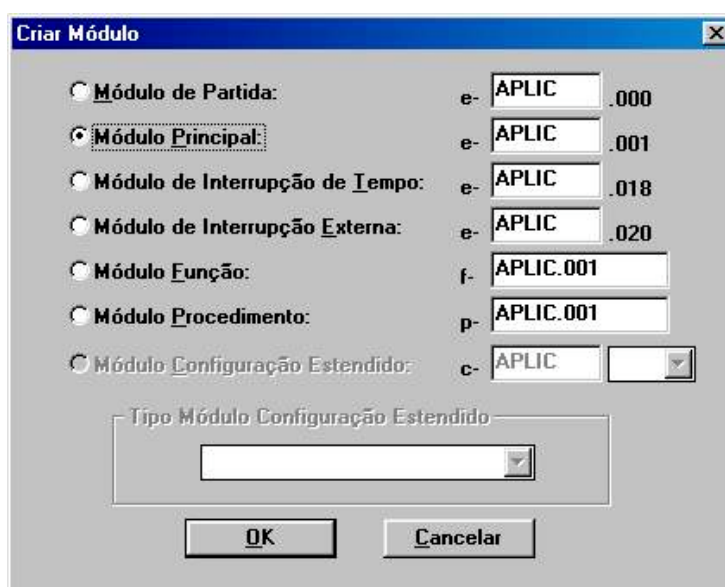 Criar Módulo
Módulo de Partida: e- APLIC .000
Módulo Principal: e- APLIC .001
Módulo de Interrupção de Tempo: e- APLIC .018
Módulo de Interrupção Externa: e- APLIC .020
Módulo Função: f- APLIC.001
Módulo Procedimento: p- APLIC.001
Módulo Configuração Estendido: c- APLIC
Tipo Módulo Configuração Estendido
OK Cancelar